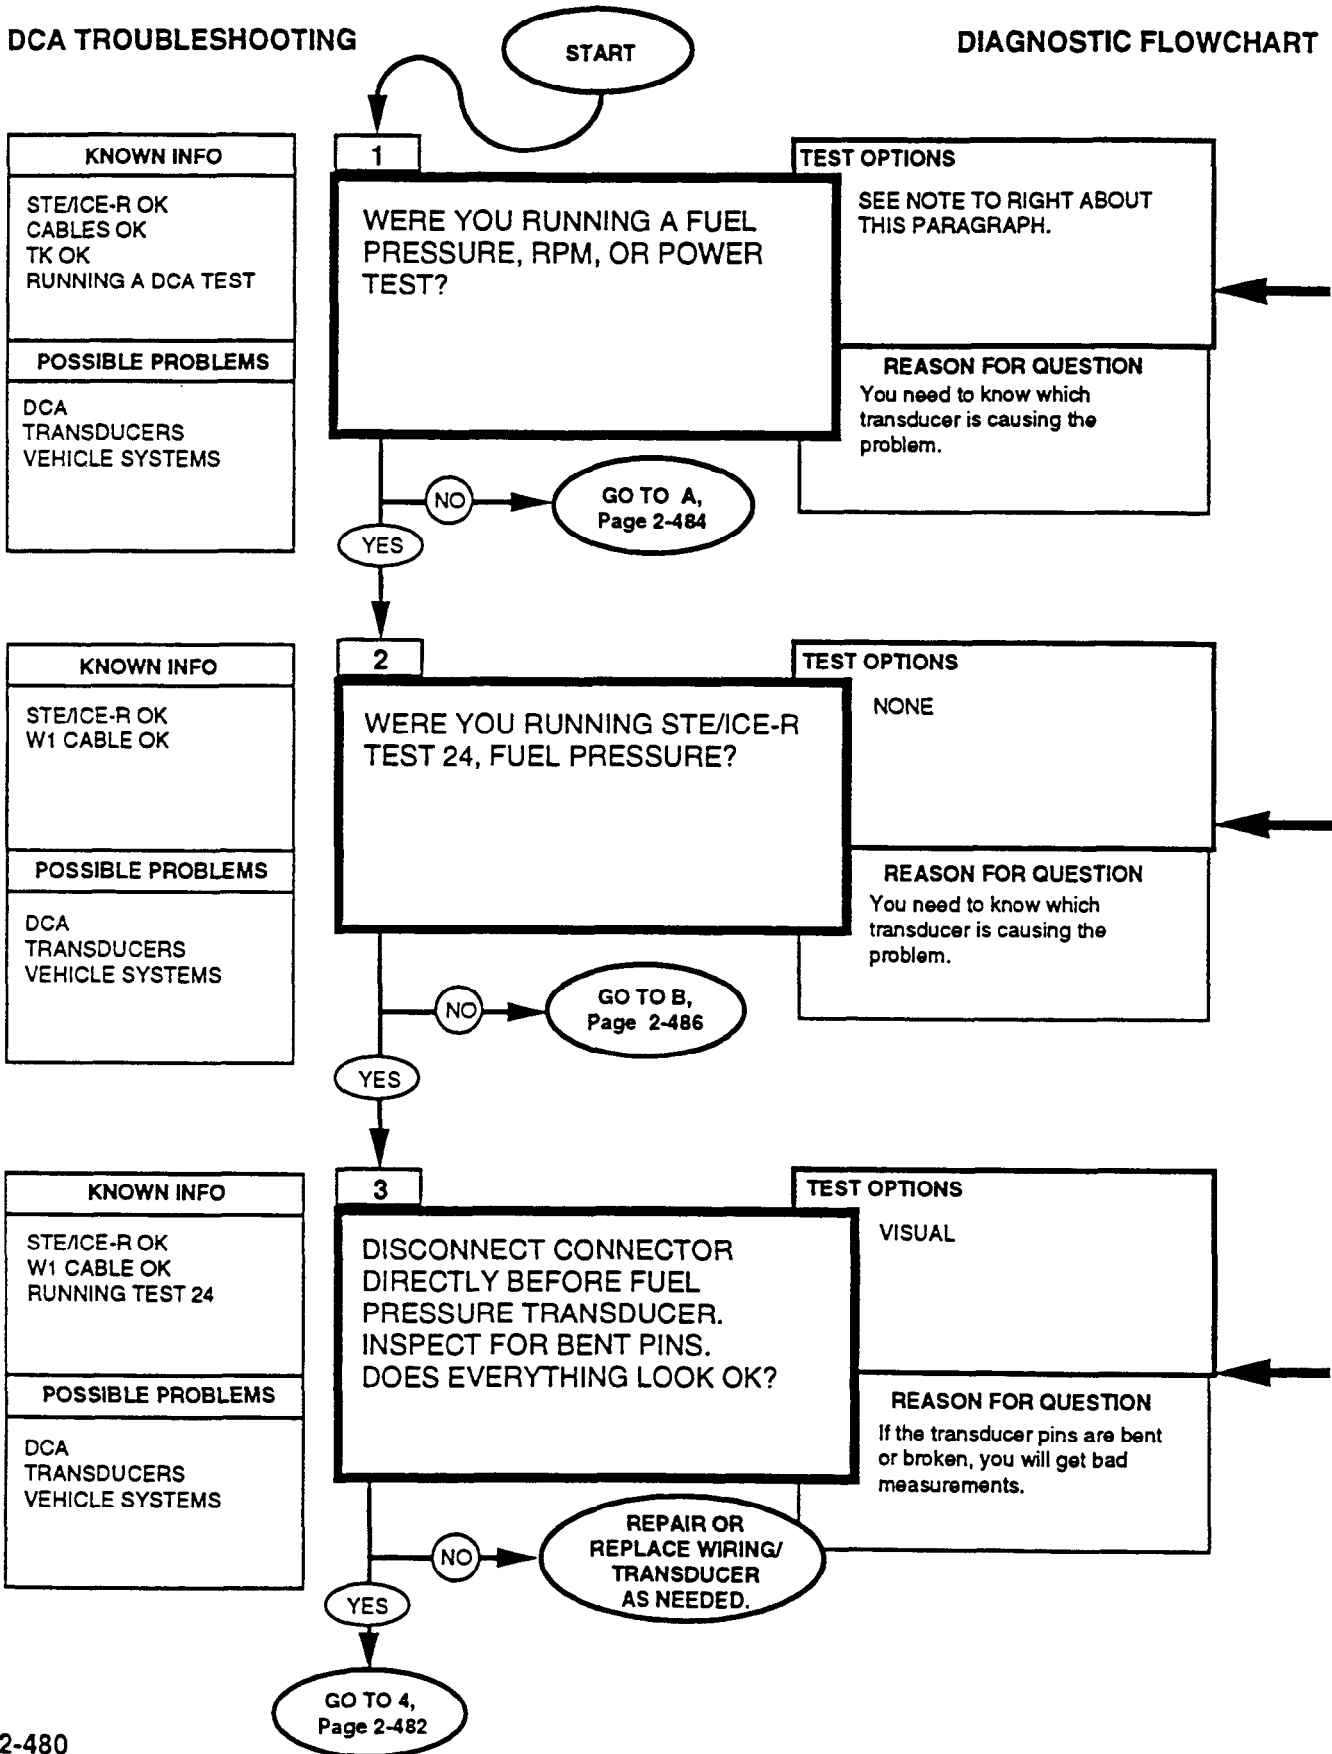 DCA TROUBLESHOOTING
DIAGNOSTIC FLOWCHART
START
KNOWN INFO
STE/ICE-R OK
CABLES OK
TK OK
RUNNING A DCA TEST
POSSIBLE PROBLEMS
DCA
TRANSDUCERS
VEHICLE SYSTEMS
1
WERE YOU RUNNING A FUEL
PRESSURE, RPM, OR POWER
TEST?
TEST OPTIONS
SEE NOTE TO RIGHT ABOUT
THIS PARAGRAPH.
REASON FOR QUESTION
You need to know which
transducer is causing the
problem.
NO
GO TO A,
Page 2-484
YES
KNOWN INFO
STE/ICE-R OK
W1 CABLE OK
POSSIBLE PROBLEMS
DCA
TRANSDUCERS
VEHICLE SYSTEMS
2
WERE YOU RUNNING STE/ICE-R
TEST 24, FUEL PRESSURE?
TEST OPTIONS
NONE
REASON FOR QUESTION
You need to know which
transducer is causing the
problem.
NO
GO TO B,
Page 2-486
YES
KNOWN INFO
STE/ICE-R OK
W1 CABLE OK
RUNNING TEST 24
POSSIBLE PROBLEMS
DCA
TRANSDUCERS
VEHICLE SYSTEMS
3
DISCONNECT CONNECTOR
DIRECTLY BEFORE FUEL
PRESSURE TRANSDUCER.
INSPECT FOR BENT PINS.
DOES EVERYTHING LOOK OK?
TEST OPTIONS
VISUAL
REASON FOR QUESTION
If the transducer pins are bent
or broken, you will get bad
measurements.
NO
REPAIR OR
REPLACE WIRING/
TRANSDUCER
AS NEEDED.
YES
GO TO 4,
Page 2-482
2-480